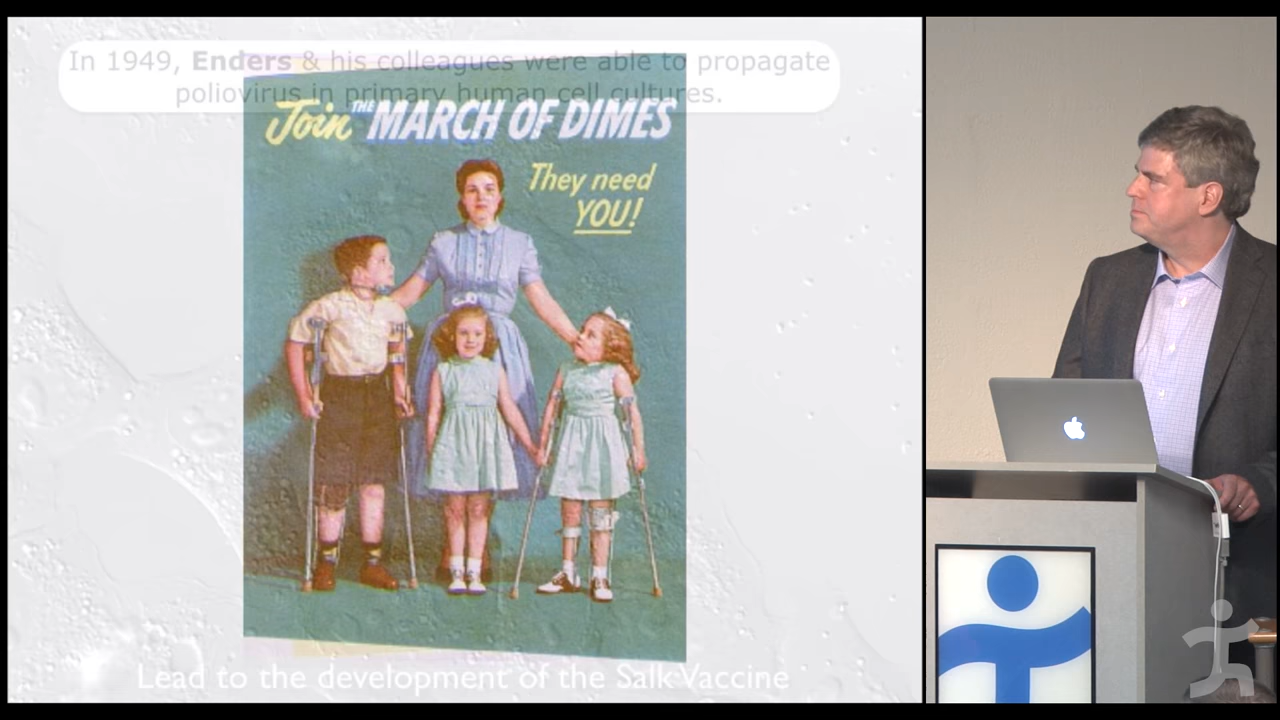 In 1949, Enders & his colleagues were able to propagate
poliovirus in primary human cell cultures.
Join THE MARCH OF DIMES
They need
YOU!
Lead to the development of the Salk Vaccine